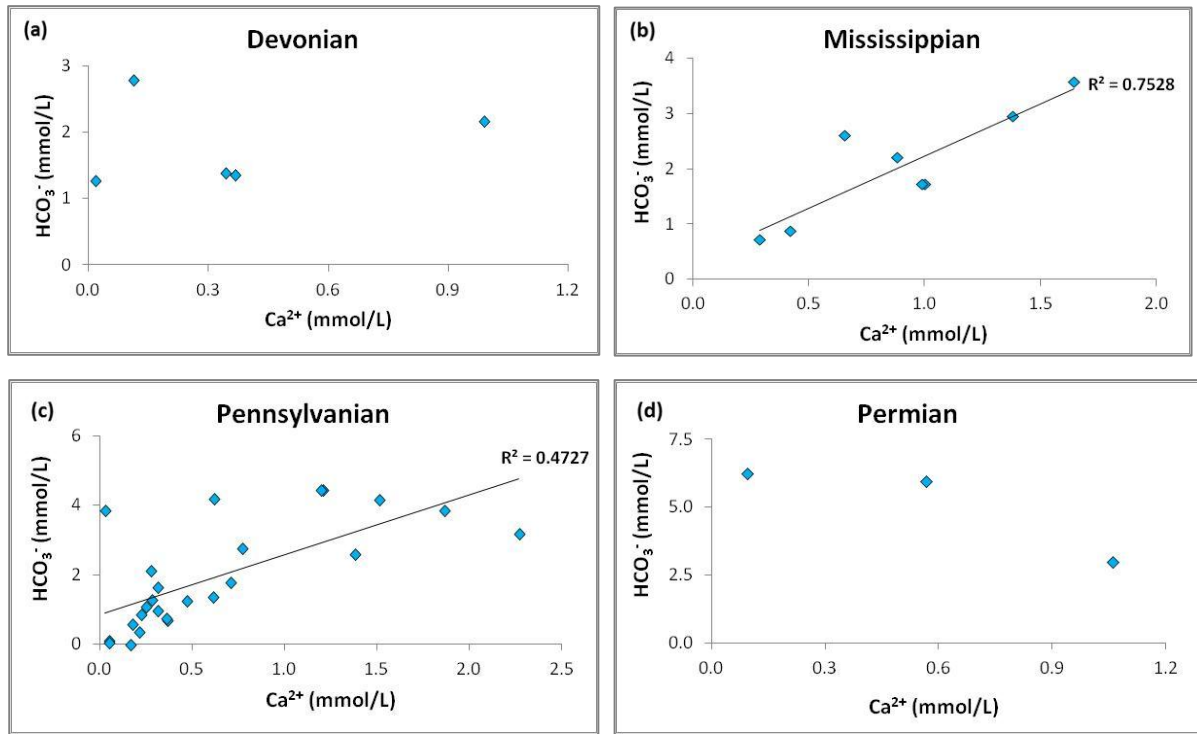 (a)
Devonian
HCO₃⁻ (mmol/L)
3
2
1
0
0.0 0.3 0.6 0.9 1.2
Ca²⁺ (mmol/L)
(b)
Mississippian
HCO₃⁻ (mmol/L)
4
3
2
1
0
R² = 0.7528
0.0 0.5 1.0 1.5 2.0
Ca²⁺ (mmol/L)
(c)
Pennsylvanian
HCO₃⁻ (mmol/L)
6
4
2
0
R² = 0.4727
0.0 0.5 1.0 1.5 2.0 2.5
Ca²⁺ (mmol/L)
(d)
Permian
HCO₃⁻ (mmol/L)
7.5
5.0
2.5
0.0
0.0 0.3 0.6 0.9 1.2
Ca²⁺ (mmol/L)